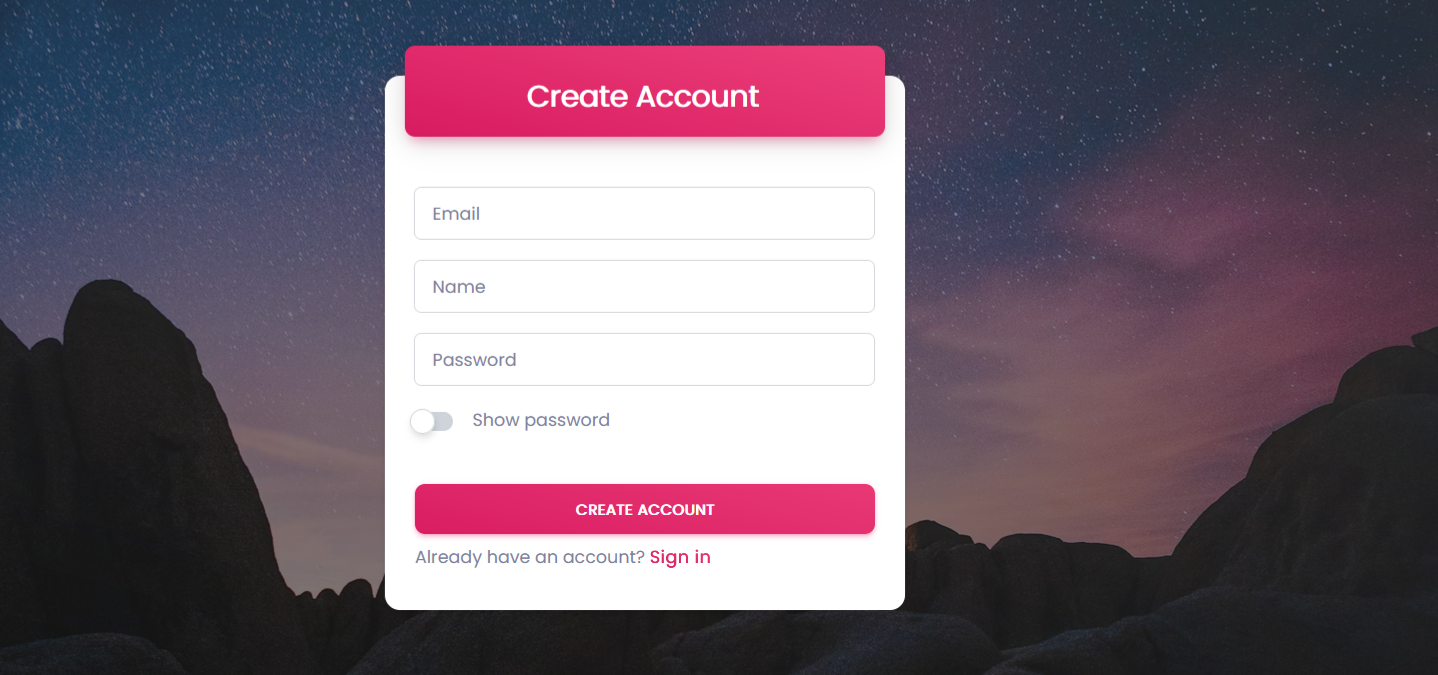 Create Account
Email
Name
Password
Show password
CREATE ACCOUNT
Already have an account? Sign in